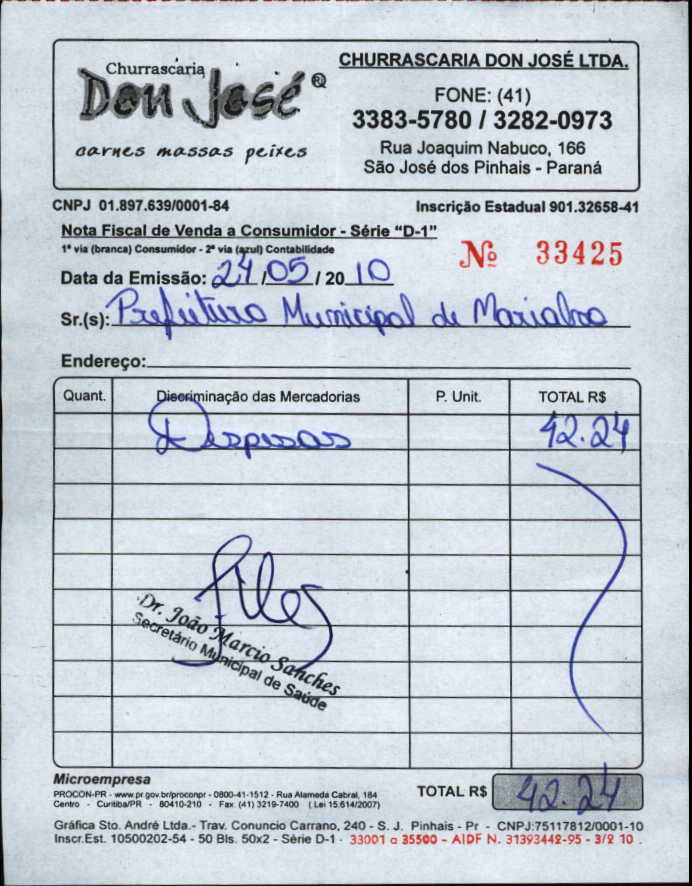 Churrascaria
Don José ®
carnes massas peixes
CHURRASCARIA DON JOSÉ LTDA.
FONE: (41)
3383-5780 / 3282-0973
Rua Joaquim Nabuco, 166
São José dos Pinhais - Paraná
CNPJ 01.897.639/0001-84
Inscrição Estadual 901.32658-41
Nota Fiscal de Venda a Consumidor - Série “D-1”
1ª via (branca) Consumidor - 2ª via (azul) Contabilidade
Nº 33425
Data da Emissão: 24 /05 / 20 10
Sr.(s): Prefeitura Municipal de Marialva
Endereço:
Quant. Discriminação das Mercadorias P. Unit. TOTAL R$
Despesas 42.24
Dr. João Marcio Sanches
Secretário Municipal de Saúde
Microempresa
PROCON-PR - www.pr.gov.br/proconpr - 0800-41-1512 - Rua Alameda Cabral, 184
Centro - Curitiba/PR - 80410-210 - Fax: (41) 3219-7400 ( Lei 15.614/2007)
TOTAL R$ 42.24
Gráfica Sto. André Ltda.- Trav. Conuncio Carrano, 240 - S. J. Pinhais - Pr - CNPJ:75117812/0001-10
Inscr.Est. 10500202-54 - 50 Bls. 50x2 - Série D-1 - 33001 a 35500 - AIDF N. 31393442-95 - 3/2 10 .